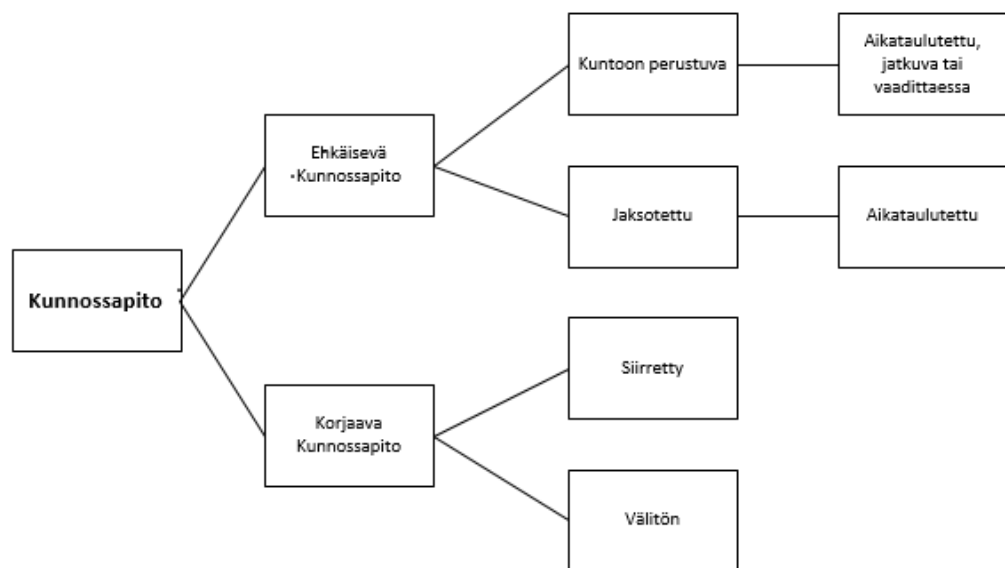 Kuntoon perustuva
Aikataulutettu,
jatkuva tai
vaadittaessa
Ehkäisevä
·Kunnossapito
Jaksotettu
Aikataulutettu
Kunnossapito
Siirretty
Korjaava
Kunnossapito
Välitön